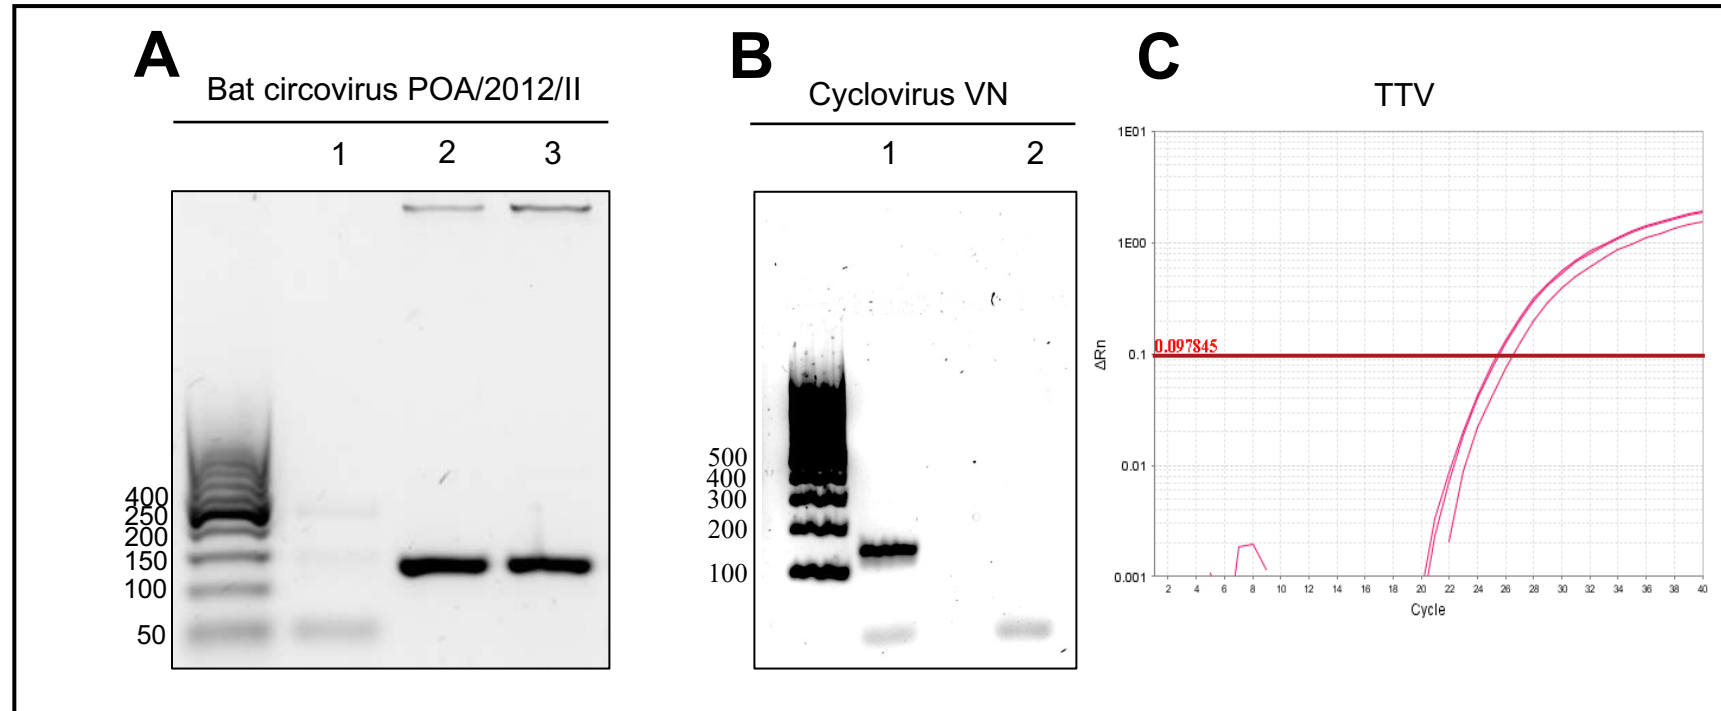 A
Bat circovirus POA/2012/II
1 2 3
400
250
200
150
100
50
B
Cyclovirus VN
1 2
500
400
300
200
100
C
TTV
1E01
1E00
0.1
0.01
0.001
ΔRn
0.097845
2 4 6 8 10 12 14 16 18 20 22 24 26 28 30 32 34 36 38 40
Cycle